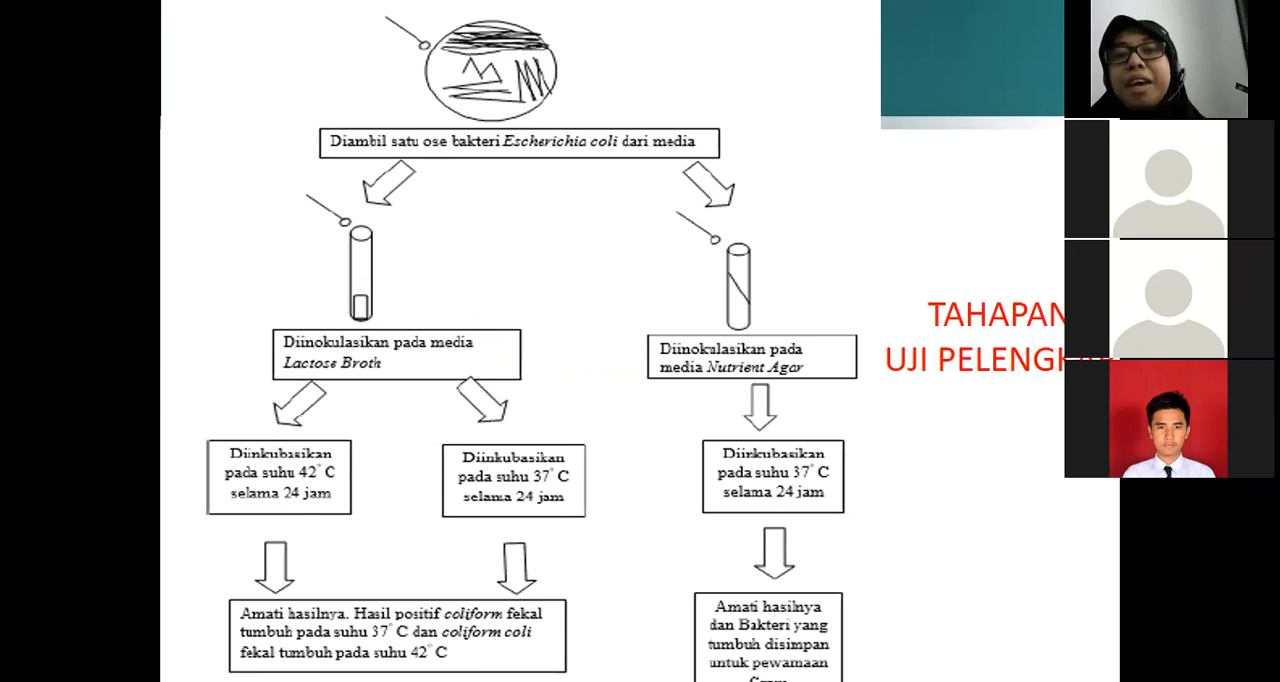 Diambil satu ose bakteri Escherichia coli dari media
Diinokulasikan pada media
Lactose Broth
Diinokulasikan pada
media Nutrient Agar
TAHAPAN
UJI
Diinkubasikan
pada suhu 42°C
selama 24 jam
Diinkubasikan
pada suhu 37°C
selama 24 jam
Diinkubasikan
pada suhu 37°C
selama 24 jam
Amati hasilnya. Hasil positif coliform fekal
tumbuh pada suhu 37°C dan coliform coli
fekal tumbuh pada suhu 42°C
Amati hasilnya
dan Bakteri yang
tumbuh disimpan
untuk pewarnaan